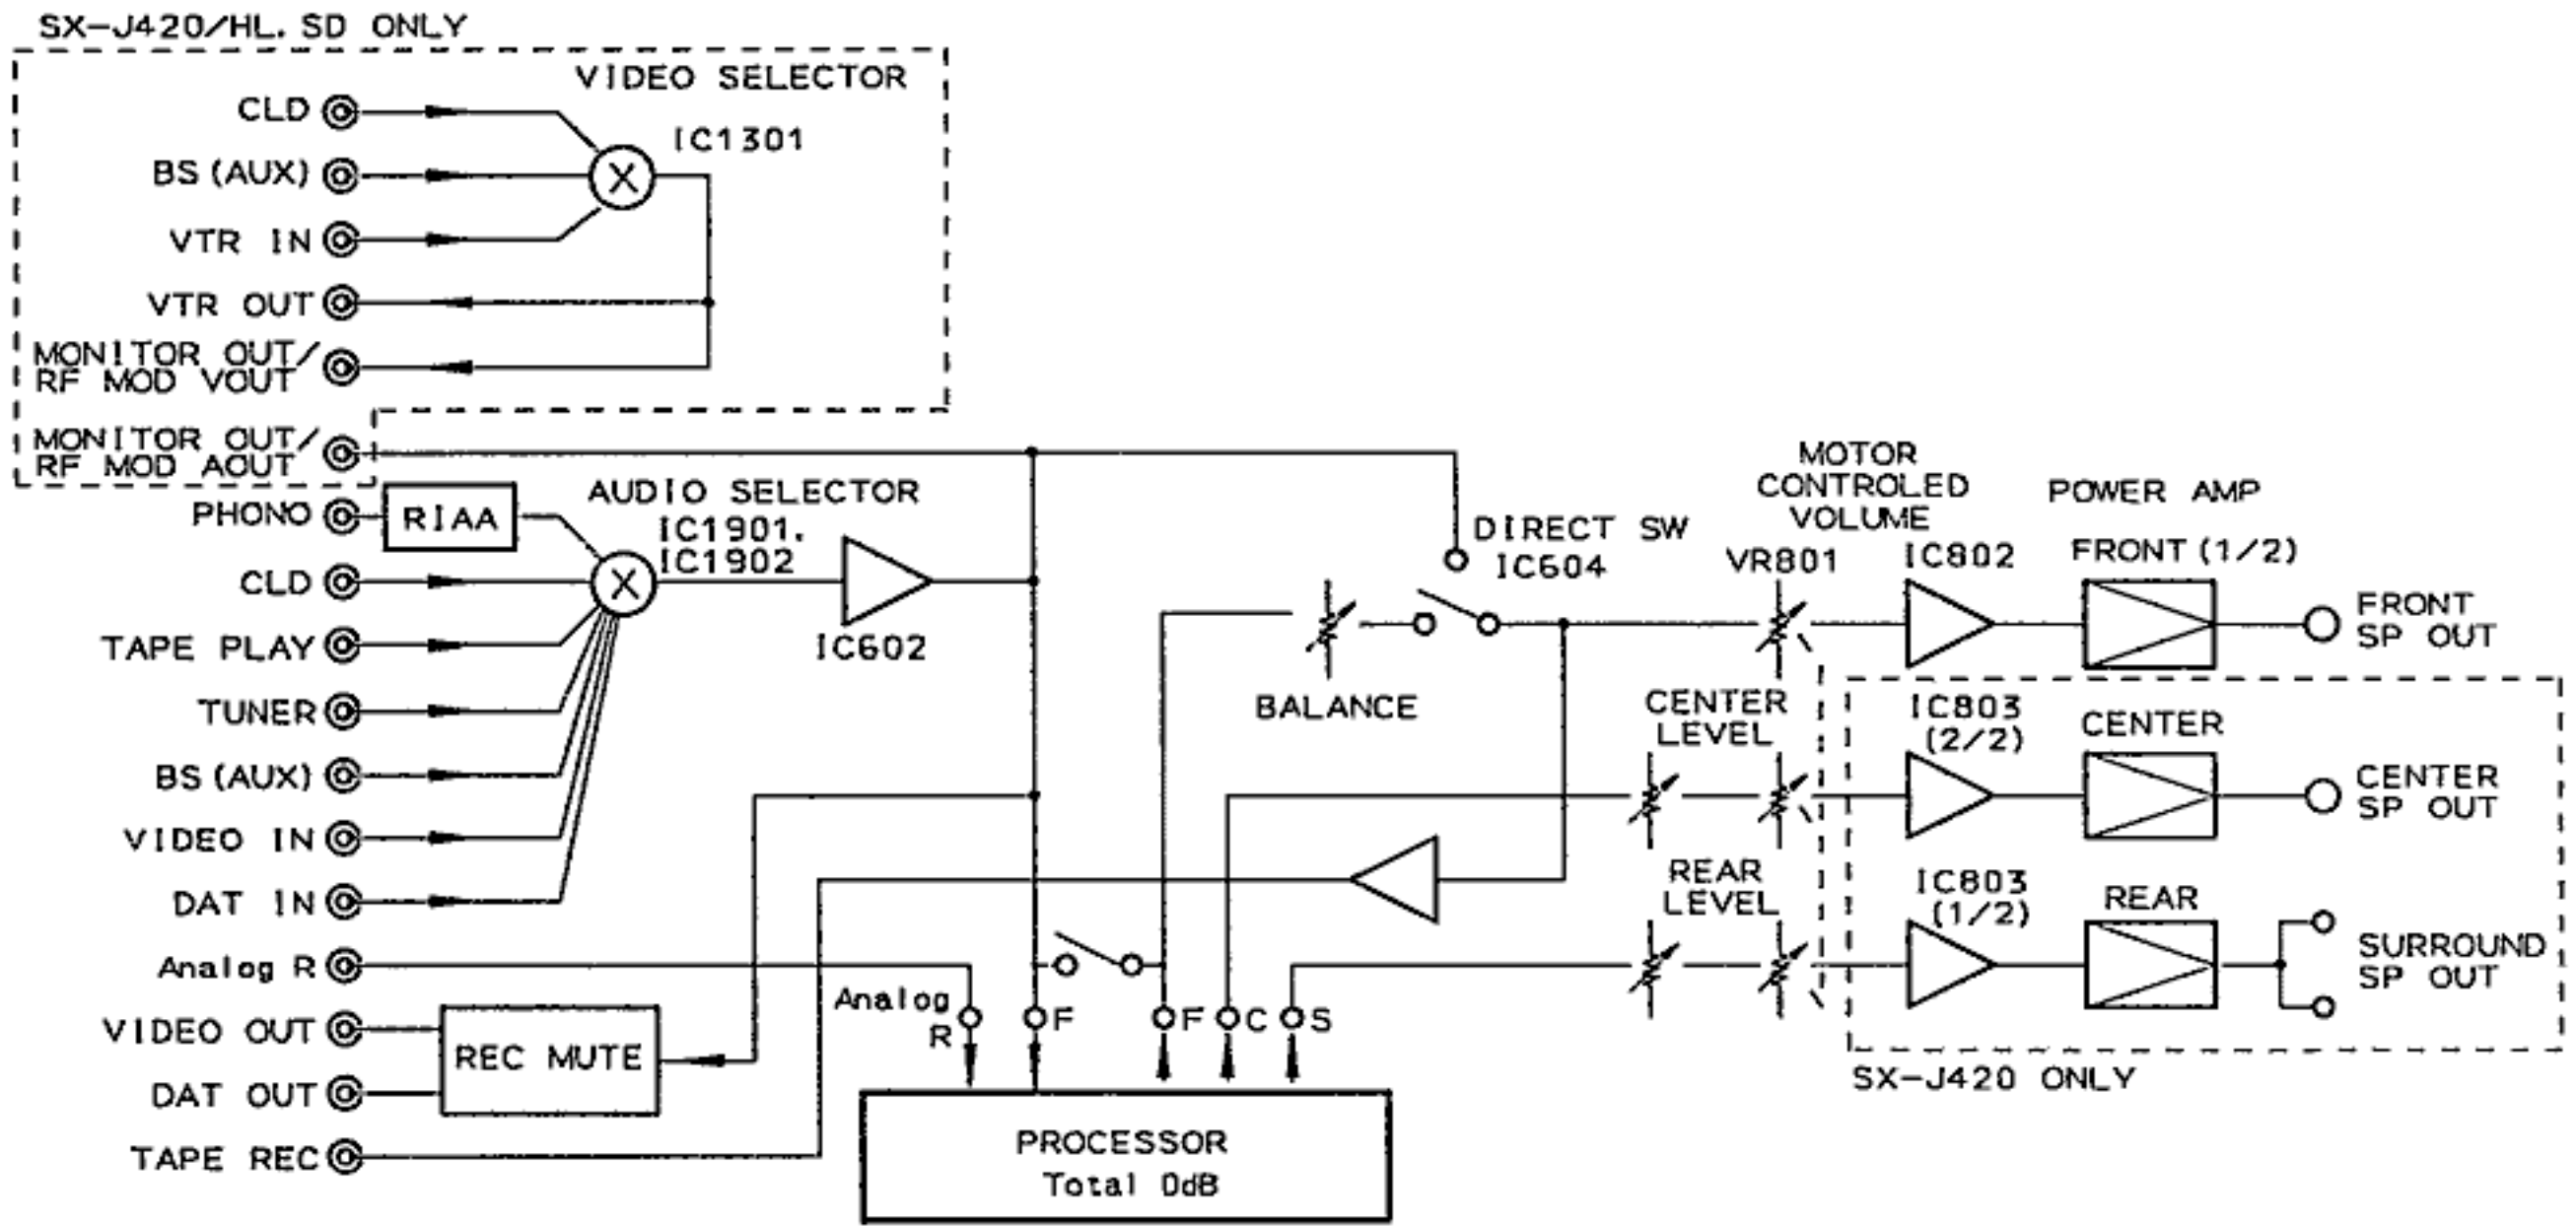 SX-J420/HL. SD ONLY
VIDEO SELECTOR
CLD
IC1301
BS (AUX)
X
VTR IN
VTR OUT
MONITOR OUT/
RF MOD VOUT
MONITOR OUT/
RF MOD AOUT
PHONO
RIAA
AUDIO SELECTOR
IC1901.
IC1902
CLD
X
IC602
TAPE PLAY
TUNER
BS (AUX)
VIDEO IN
DAT IN
Analog R
VIDEO OUT
DAT OUT
REC MUTE
TAPE REC
DIRECT SW
IC604
BALANCE
MOTOR
CONTROLED
VOLUME
VR801
POWER AMP
IC802
FRONT (1/2)
FRONT
SP OUT
CENTER
LEVEL
IC803
(2/2)
CENTER
CENTER
SP OUT
REAR
LEVEL
IC803
(1/2)
REAR
SURROUND
SP OUT
SX-J420 ONLY
Analog
R
F
F
C
S
PROCESSOR
Total 0dB